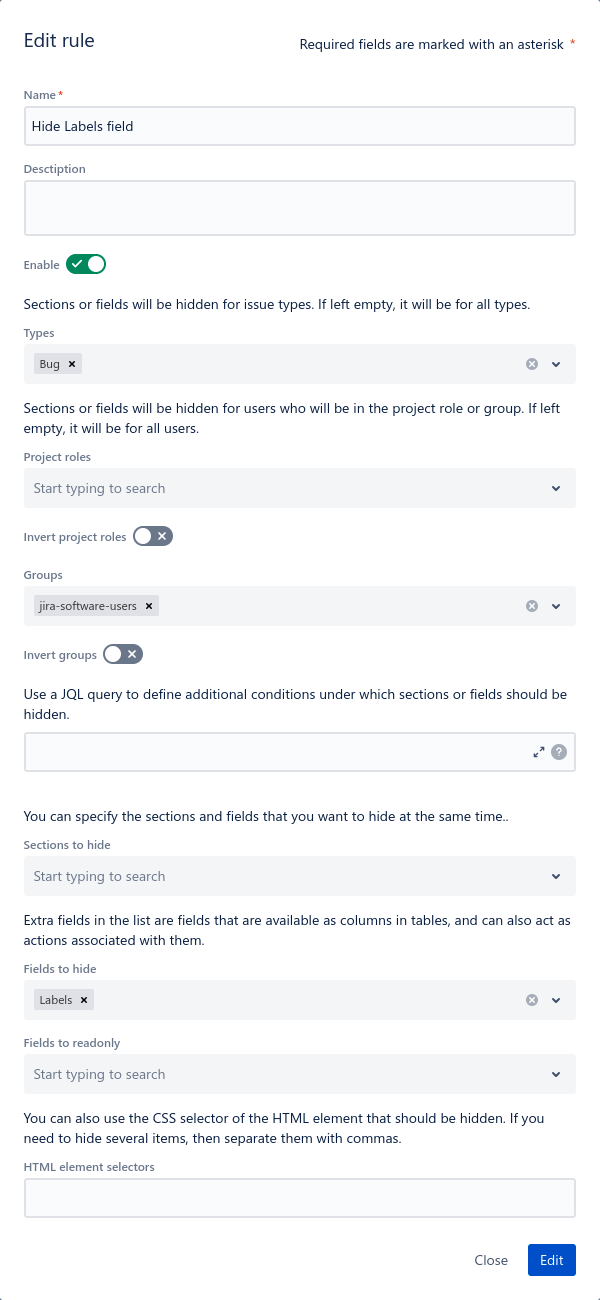 Edit rule
Required fields are marked with an asterisk *
Name *
Hide Labels field
Desctiption
Enable
Sections or fields will be hidden for issue types. If left empty, it will be for all types.
Types
Bug
Sections or fields will be hidden for users who will be in the project role or group. If left
empty, it will be for all users.
Project roles
Start typing to search
Invert project roles
Groups
jira-software-users
Invert groups
Use a JQL query to define additional conditions under which sections or fields should be
hidden.
You can specify the sections and fields that you want to hide at the same time..
Sections to hide
Start typing to search
Extra fields in the list are fields that are available as columns in tables, and can also act as
actions associated with them.
Fields to hide
Labels
Fields to readonly
Start typing to search
You can also use the CSS selector of the HTML element that should be hidden. If you
need to hide several items, then separate them with commas.
HTML element selectors
Close
Edit